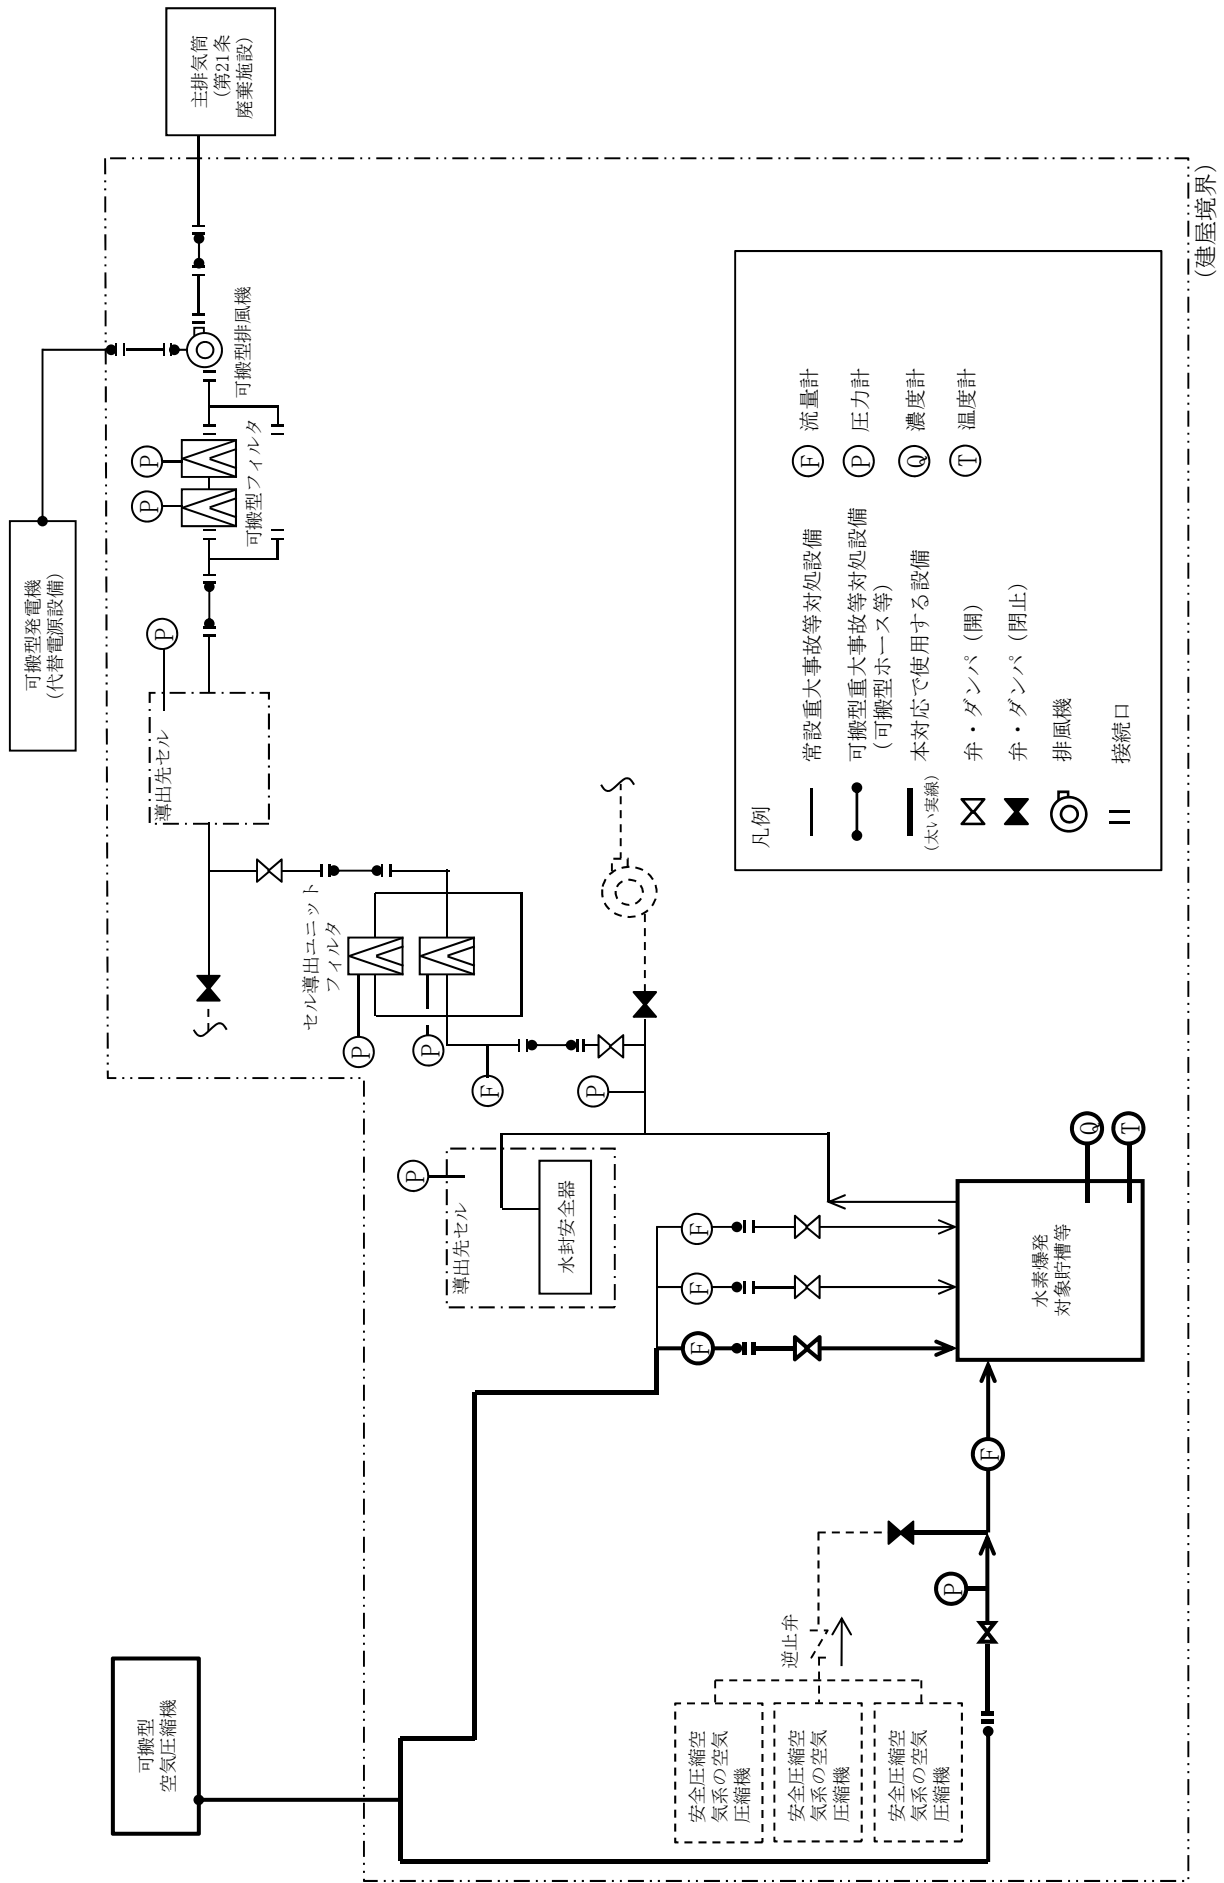 主排気筒
(第21条
廃棄施設)
可搬型発電機
(代替電源設備)
可搬型排風機
P
P
可搬型フィルタ
P
導出先セル
セル導出ユニット
フィルタ
P
P
F
P
P
導出先セル
水封安全器
F
F
F
水素爆発
対象貯槽等
Q
T
F
P
逆止弁
安全圧縮空
気系の空気
圧縮機
安全圧縮空
気系の空気
圧縮機
安全圧縮空
気系の空気
圧縮機
可搬型
空気圧縮機
(建屋境界)
凡例
常設重大事故等対処設備
可搬型重大事故等対処設備
(可搬型ホース等)
本対応で使用する設備
(太い実線)
弁・ダンパ (開)
弁・ダンパ (閉止)
排風機
接続口
F 流量計
P 圧力計
Q 濃度計
T 温度計